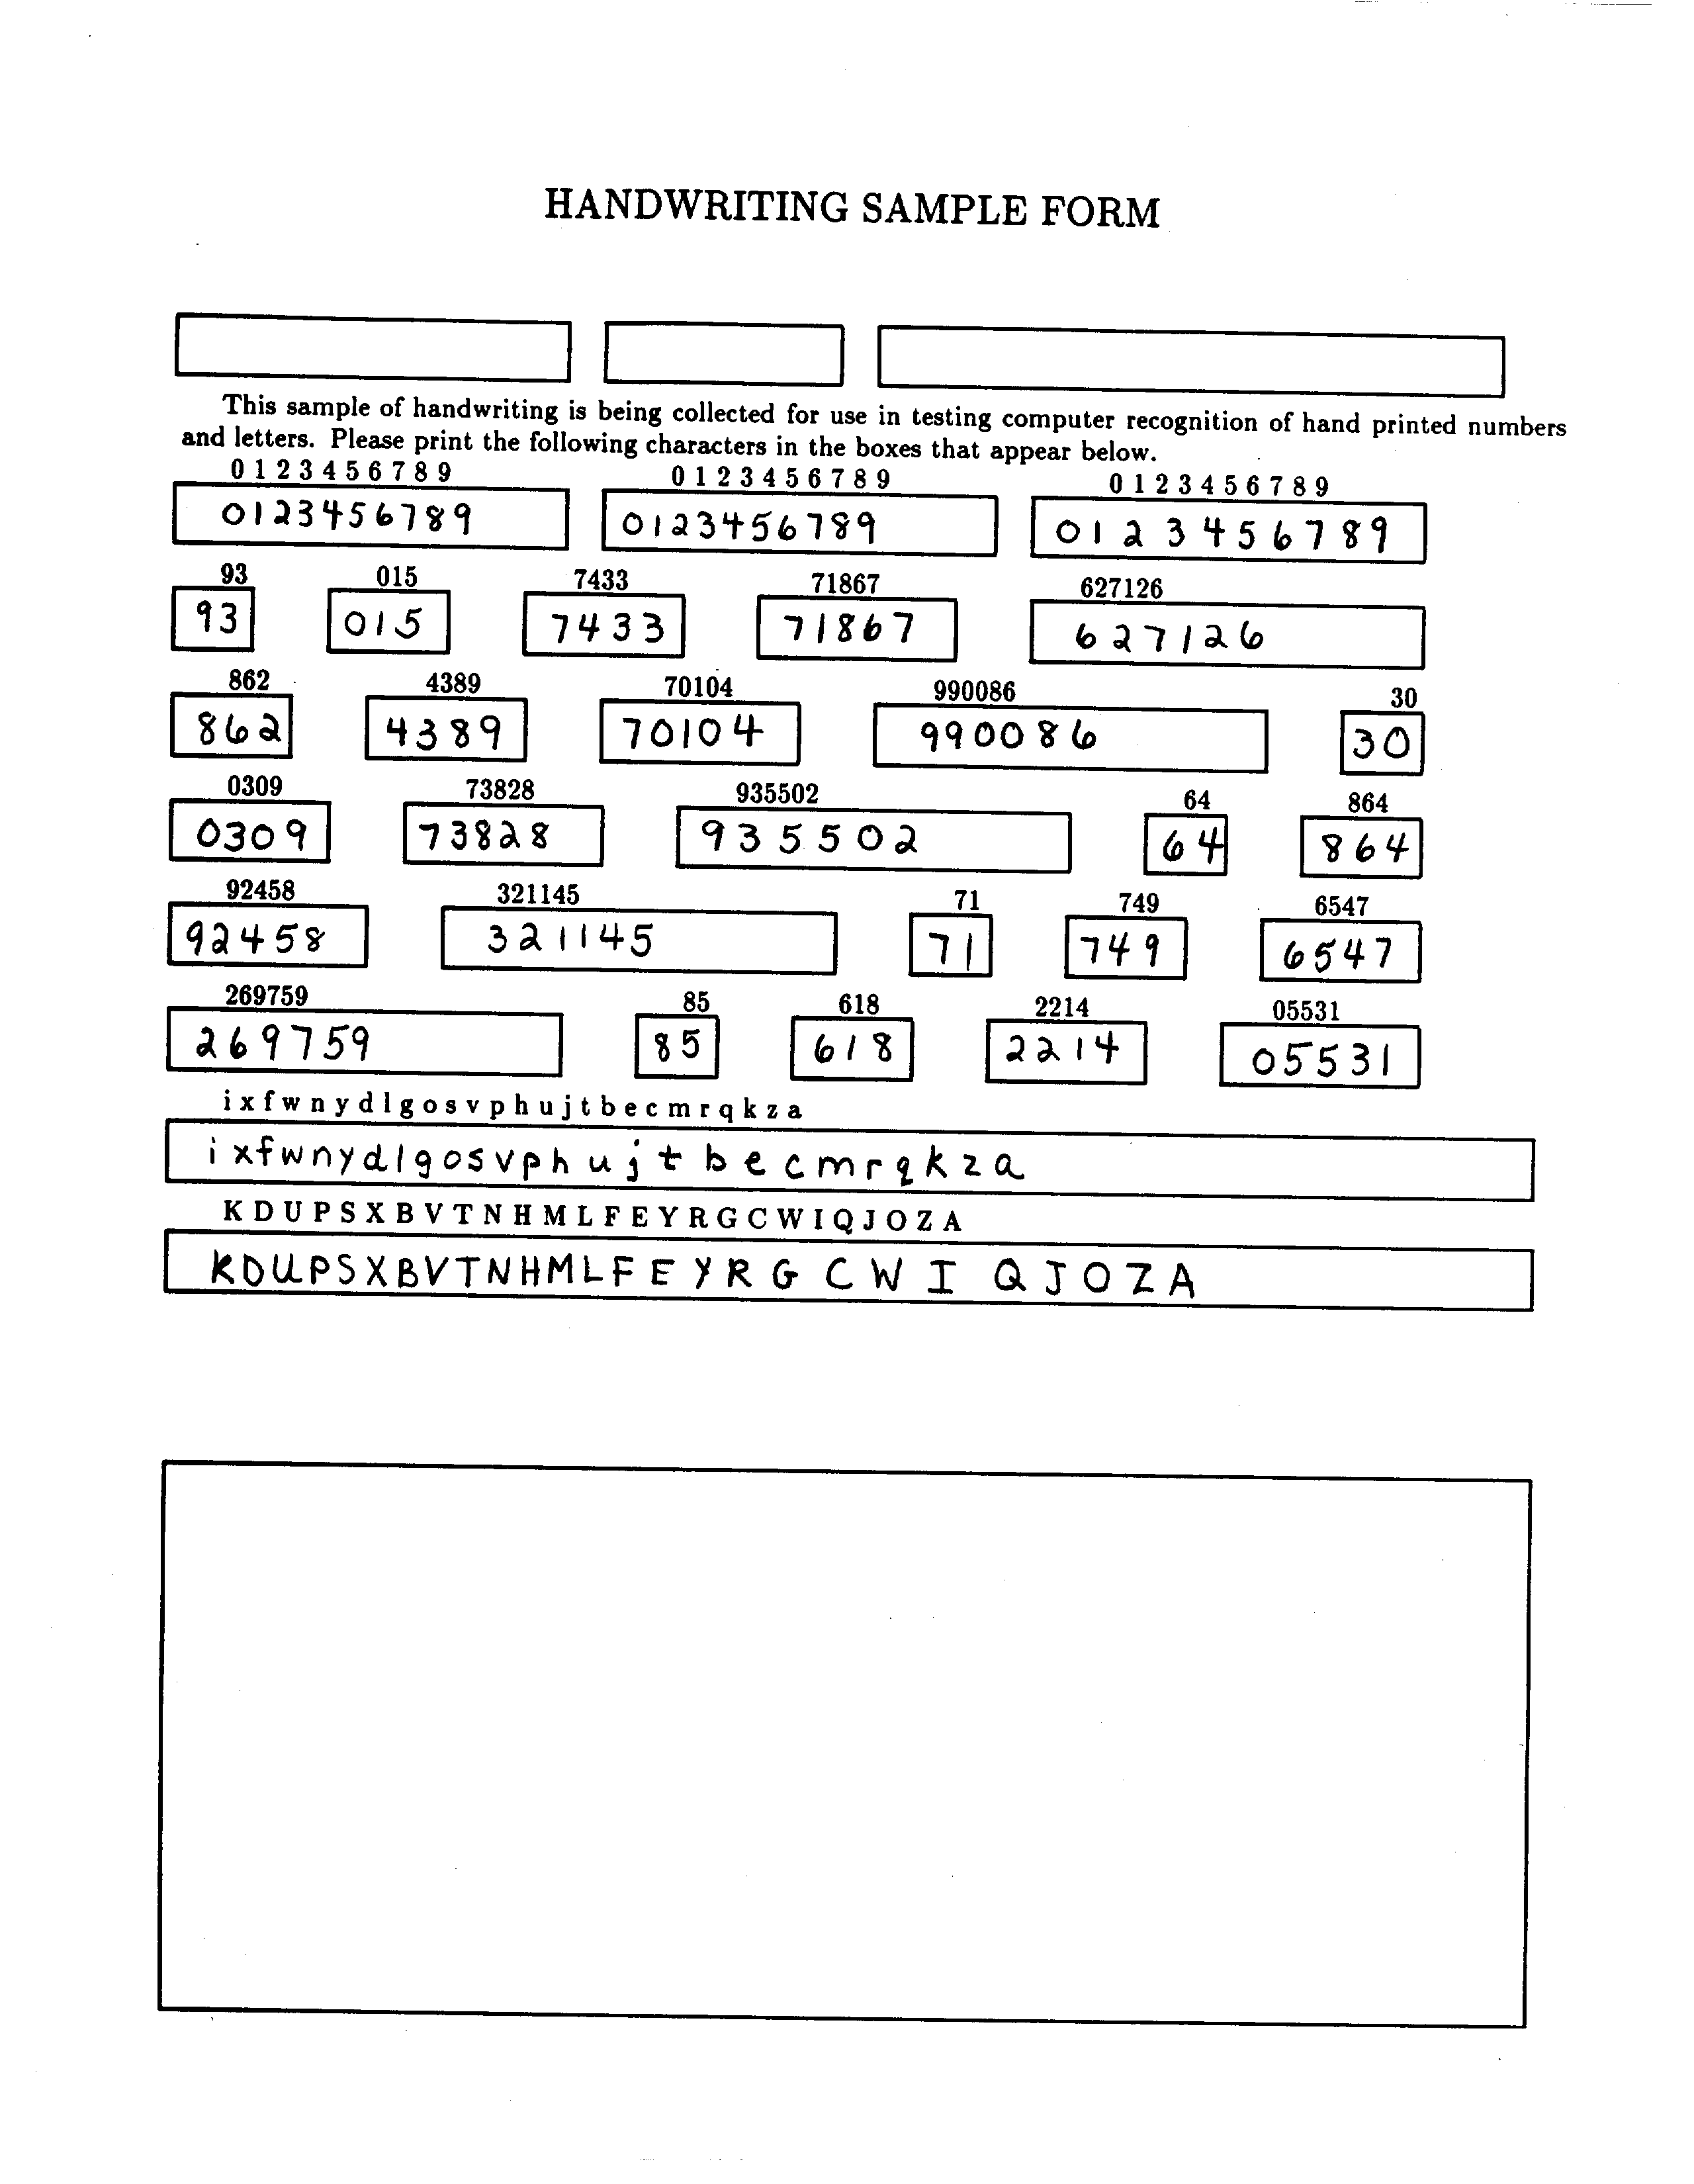 HANDWRITING SAMPLE FORM
This sample of handwriting is being collected for use in testing computer recognition of hand printed numbers
and letters. Please print the following characters in the boxes that appear below.
0 1 2 3 4 5 6 7 8 9 0 1 2 3 4 5 6 7 8 9 0 1 2 3 4 5 6 7 8 9
0123456789 0123456789 0123456789
93 015 7433 71867 627126
93 015 7433 71867 627126
862 4389 70104 990086 30
862 4389 70104 990086 30
0309 73828 935502 64 864
0309 73828 935502 64 864
92458 321145 71 749 6547
92458 321145 71 749 6547
269759 85 618 2214 05531
269759 85 618 2214 05531
i x f w n y d l g o s v p h u j t b e c m r q k z a
i x f w n y d l g o s v p h u j t b e c m r q k z a
K D U P S X B V T N H M L F E Y R G C W I Q J O Z A
K D U P S X B V T N H M L F E Y R G C W I Q J O Z A